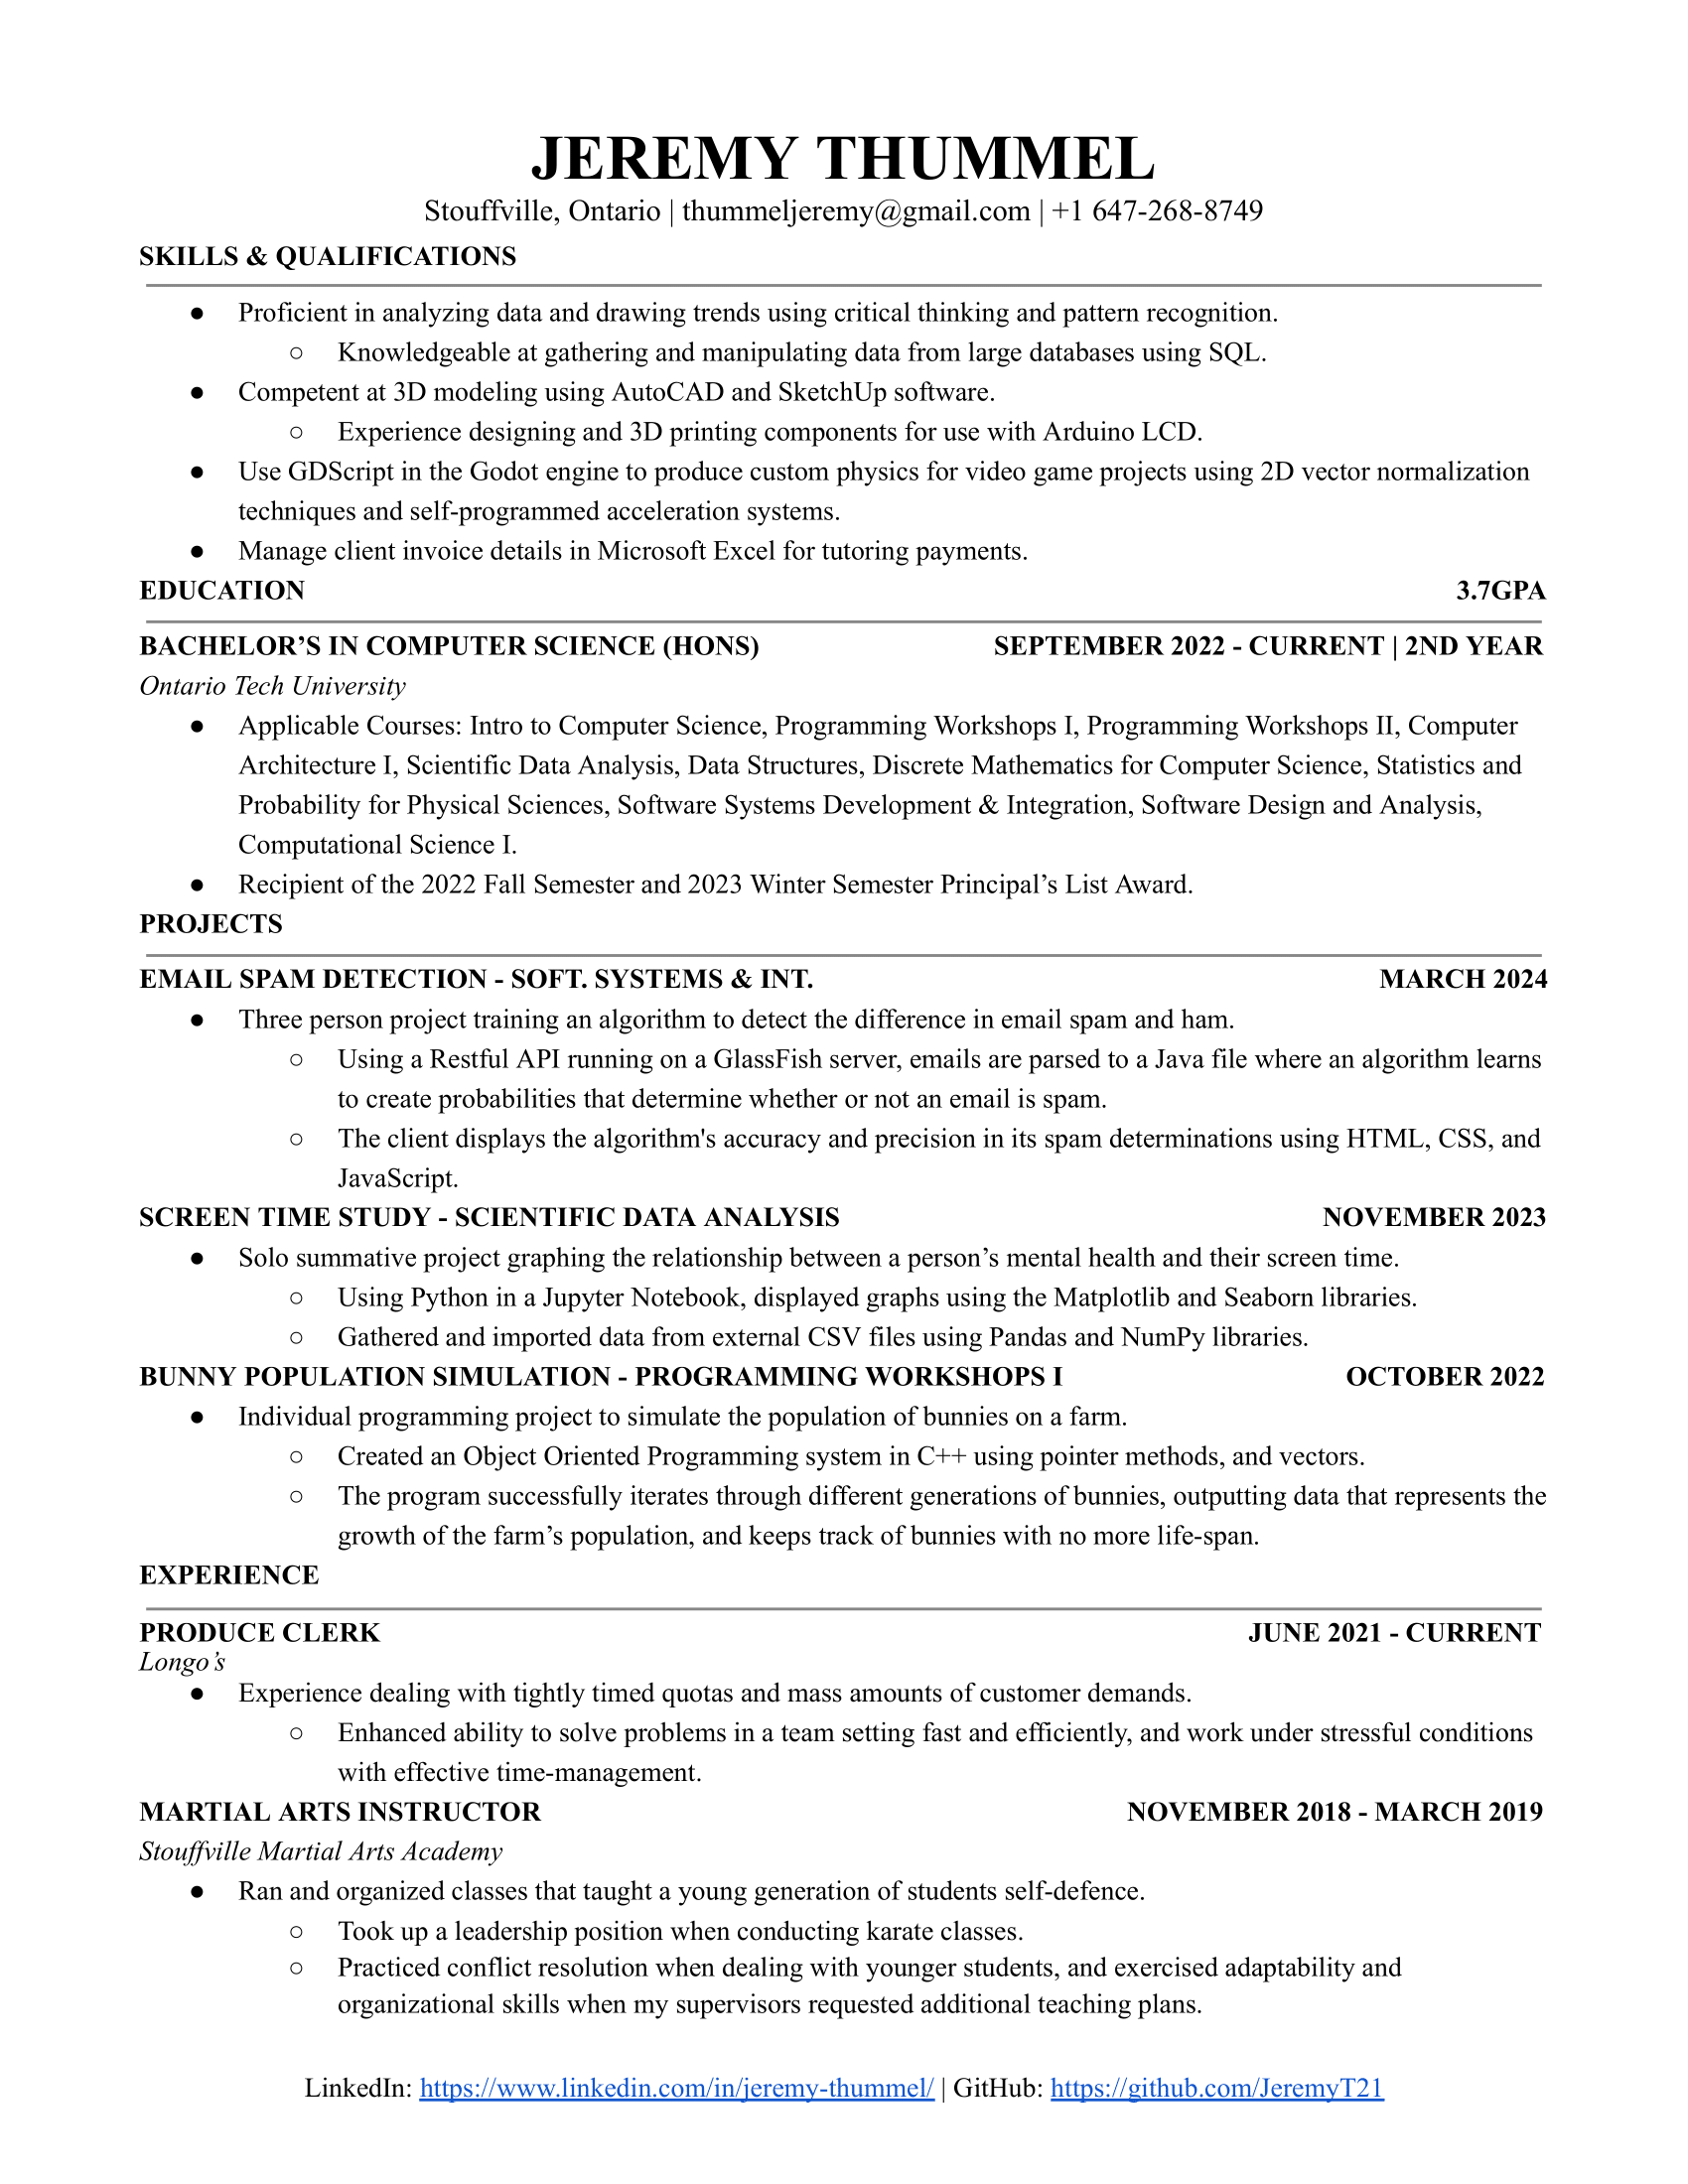 JEREMY THUMMEL
Stouffville, Ontario | thummeljeremy@gmail.com | +1 647-268-8749
SKILLS & QUALIFICATIONS
● Proficient in analyzing data and drawing trends using critical thinking and pattern recognition.
○ Knowledgeable at gathering and manipulating data from large databases using SQL.
● Competent at 3D modeling using AutoCAD and SketchUp software.
○ Experience designing and 3D printing components for use with Arduino LCD.
● Use GDScript in the Godot engine to produce custom physics for video game projects using 2D vector normalization
techniques and self-programmed acceleration systems.
● Manage client invoice details in Microsoft Excel for tutoring payments.
EDUCATION 3.7GPA
BACHELOR’S IN COMPUTER SCIENCE (HONS) SEPTEMBER 2022 - CURRENT | 2ND YEAR
Ontario Tech University
● Applicable Courses: Intro to Computer Science, Programming Workshops I, Programming Workshops II, Computer
Architecture I, Scientific Data Analysis, Data Structures, Discrete Mathematics for Computer Science, Statistics and
Probability for Physical Sciences, Software Systems Development & Integration, Software Design and Analysis,
Computational Science I.
● Recipient of the 2022 Fall Semester and 2023 Winter Semester Principal’s List Award.
PROJECTS
EMAIL SPAM DETECTION - SOFT. SYSTEMS & INT. MARCH 2024
● Three person project training an algorithm to detect the difference in email spam and ham.
○ Using a Restful API running on a GlassFish server, emails are parsed to a Java file where an algorithm learns
to create probabilities that determine whether or not an email is spam.
○ The client displays the algorithm's accuracy and precision in its spam determinations using HTML, CSS, and
JavaScript.
SCREEN TIME STUDY - SCIENTIFIC DATA ANALYSIS NOVEMBER 2023
● Solo summative project graphing the relationship between a person’s mental health and their screen time.
○ Using Python in a Jupyter Notebook, displayed graphs using the Matplotlib and Seaborn libraries.
○ Gathered and imported data from external CSV files using Pandas and NumPy libraries.
BUNNY POPULATION SIMULATION - PROGRAMMING WORKSHOPS I OCTOBER 2022
● Individual programming project to simulate the population of bunnies on a farm.
○ Created an Object Oriented Programming system in C++ using pointer methods, and vectors.
○ The program successfully iterates through different generations of bunnies, outputting data that represents the
growth of the farm’s population, and keeps track of bunnies with no more life-span.
EXPERIENCE
PRODUCE CLERK JUNE 2021 - CURRENT
Longo’s
● Experience dealing with tightly timed quotas and mass amounts of customer demands.
○ Enhanced ability to solve problems in a team setting fast and efficiently, and work under stressful conditions
with effective time-management.
MARTIAL ARTS INSTRUCTOR NOVEMBER 2018 - MARCH 2019
Stouffville Martial Arts Academy
● Ran and organized classes that taught a young generation of students self-defence.
○ Took up a leadership position when conducting karate classes.
○ Practiced conflict resolution when dealing with younger students, and exercised adaptability and
organizational skills when my supervisors requested additional teaching plans.
LinkedIn: https://www.linkedin.com/in/jeremy-thummel/ | GitHub: https://github.com/JeremyT21